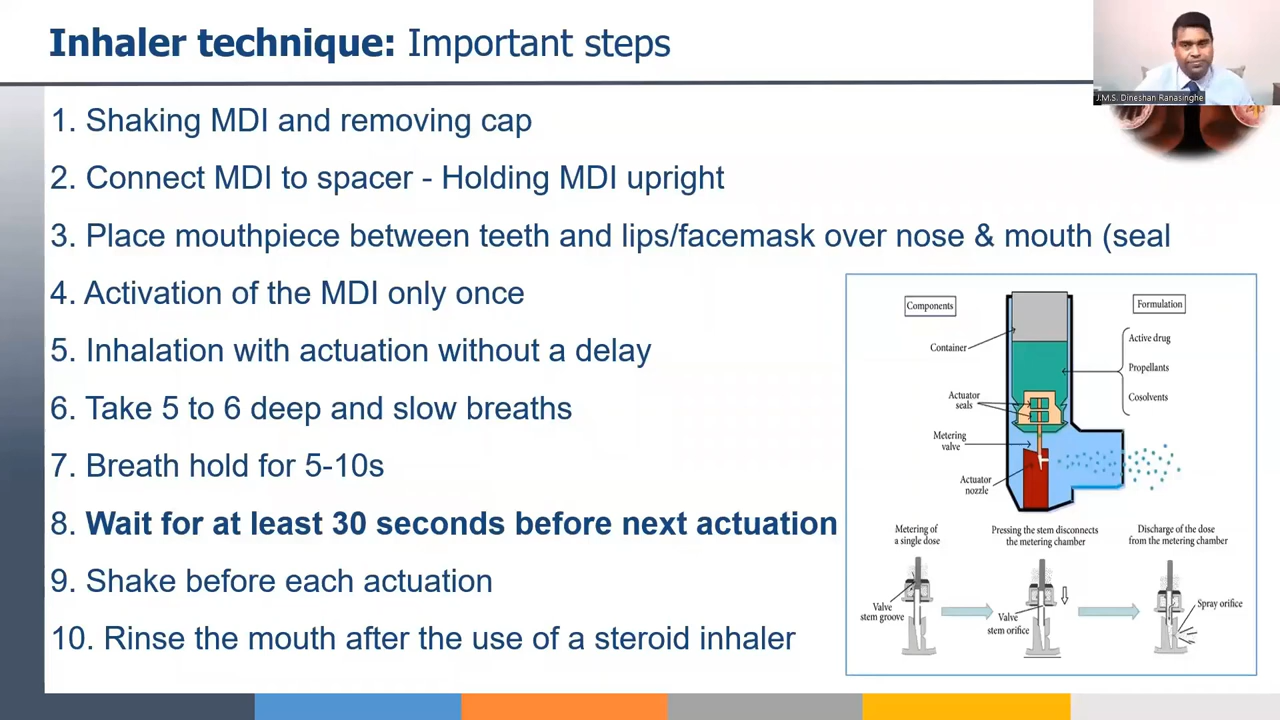 Inhaler technique: Important steps
J.M.S. Dineshan Ranasinghe
1. Shaking MDI and removing cap
2. Connect MDI to spacer - Holding MDI upright
3. Place mouthpiece between teeth and lips/facemask over nose & mouth (seal
4. Activation of the MDI only once
5. Inhalation with actuation without a delay
6. Take 5 to 6 deep and slow breaths
7. Breath hold for 5-10s
8. Wait for at least 30 seconds before next actuation
9. Shake before each actuation
10. Rinse the mouth after the use of a steroid inhaler
Components
Formulation
Container
Active drug
Propellants
Cosolvents
Actuator
seals
Metering
valve
Actuator
nozzle
Metering of
a single dose
Pressing the stem disconnects
the metering chamber
Discharge of the dose
from the metering chamber
Valve
stem groove
Valve
stem orifice
Spray orifice